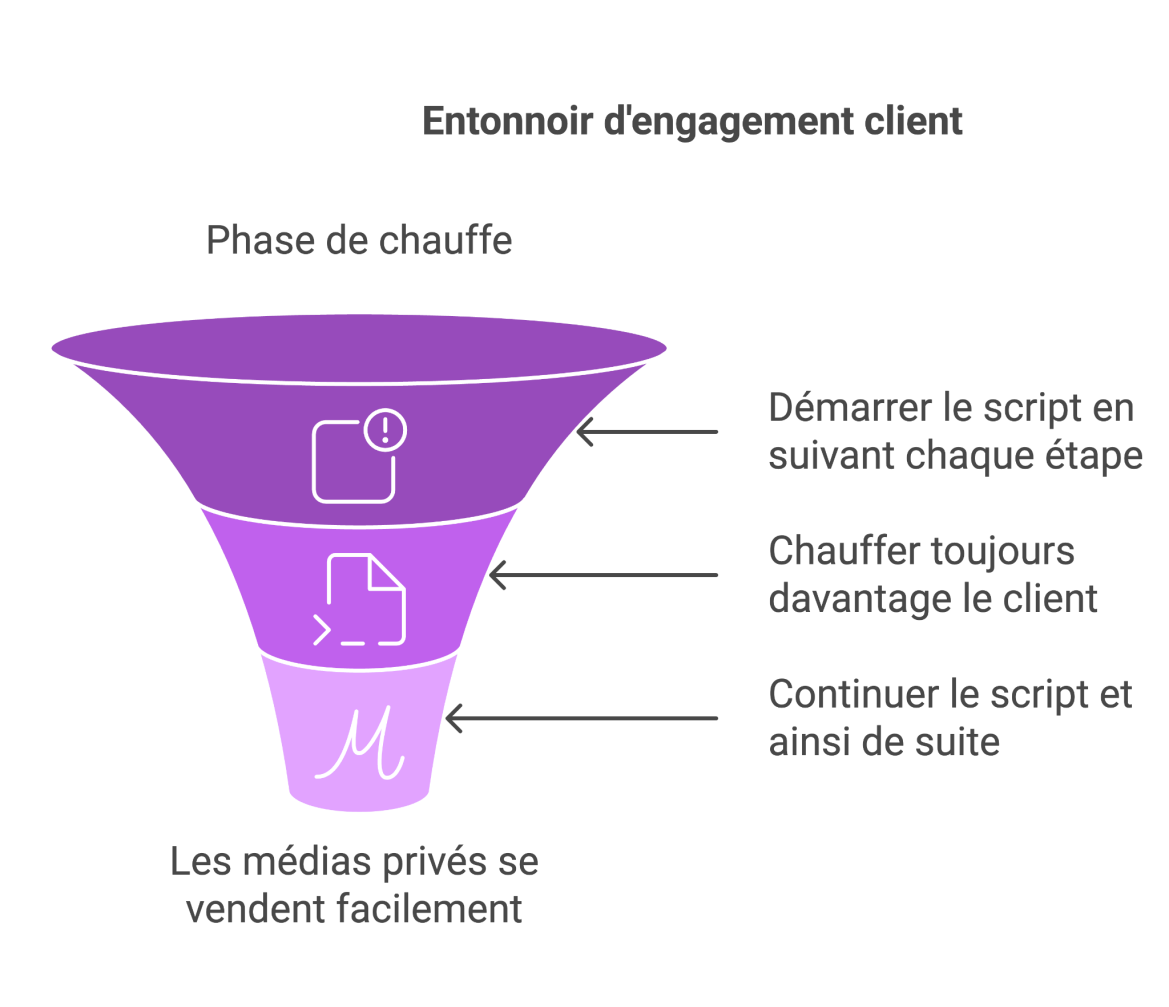 Entonnoir d'engagement client
Phase de chauffe
Démarrer le script en
suivant chaque étape
Chauffer toujours
davantage le client
Continuer le script et
ainsi de suite
Les médias privés se
vendent facilement